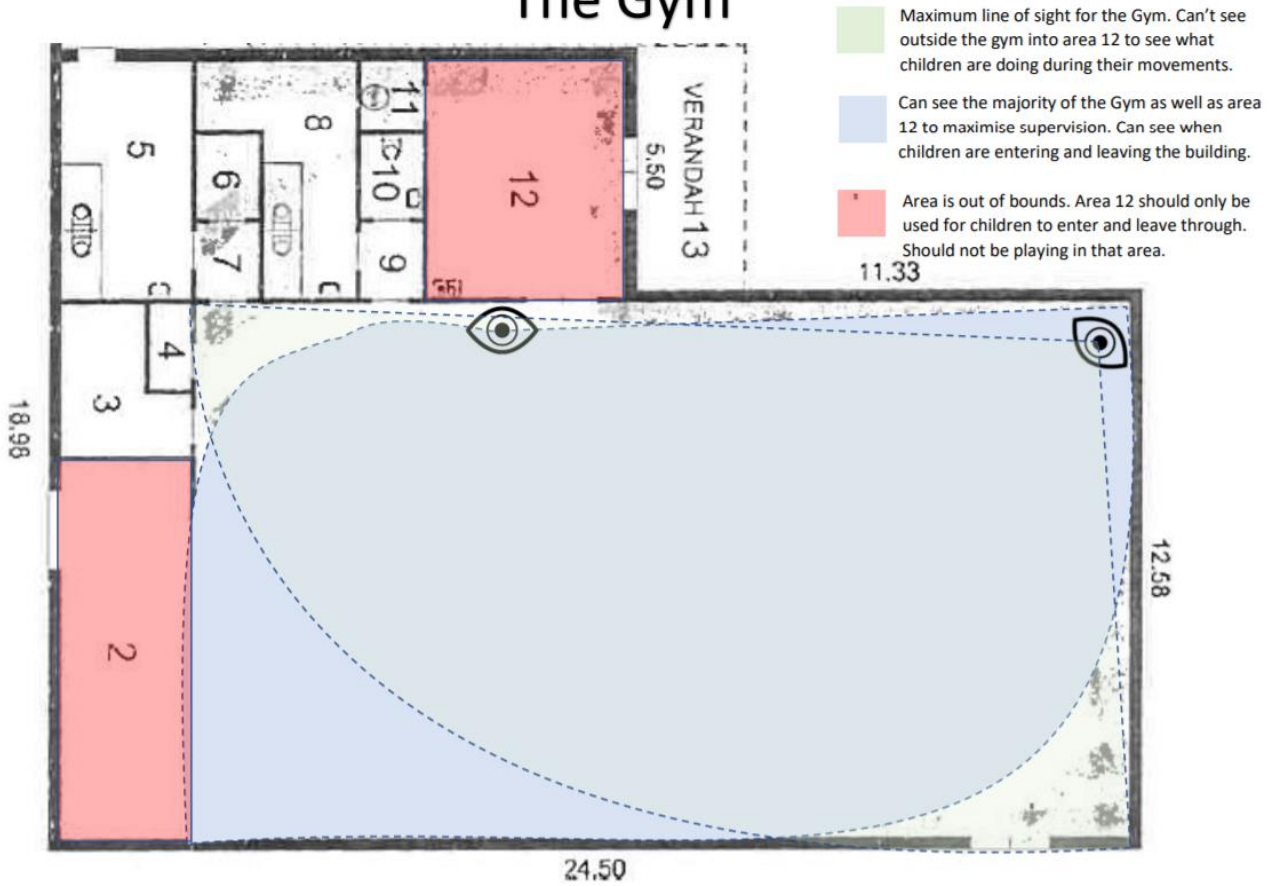 The Gym
Maximum line of sight for the Gym. Can't see
outside the gym into area 12 to see what
children are doing during their movements.
Can see the majority of the Gym as well as area
12 to maximise supervision. Can see when
children are entering and leaving the building.
Area is out of bounds. Area 12 should only be
used for children to enter and leave through.
Should not be playing in that area.
5
8
11
6
10
12
5.50
VERANDAH 13
7
9
11.33
4
3
18.98
2
12.58
24.50